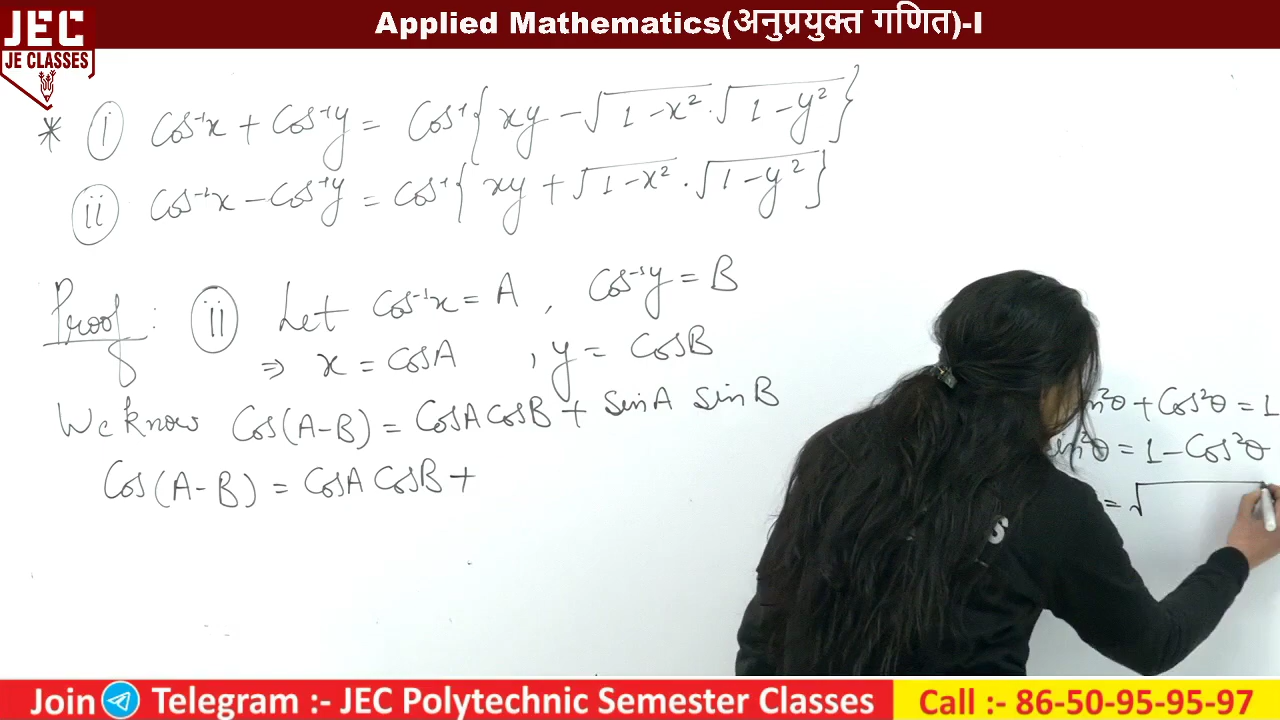 JEC
JE CLASSES
Applied Mathematics(अनुप्रयुक्त गणित)-I
* (i) Cos⁻¹x + Cos⁻¹y = Cos⁻¹{ xy - √1-x² . √1-y² }
(ii) Cos⁻¹x - Cos⁻¹y = Cos⁻¹{ xy + √1-x² . √1-y² }
Proof : (ii) Let Cos⁻¹x = A , Cos⁻¹y = B
⇒ x = CosA , y = CosB
We know Cos(A-B) = CosA CosB + sinA sinB
Cos(A-B) = CosA CosB +
²θ + Cos²θ = 1
²θ = 1 - Cos²θ
= √
S
Join Telegram :- JEC Polytechnic Semester Classes
Call :- 86-50-95-95-97